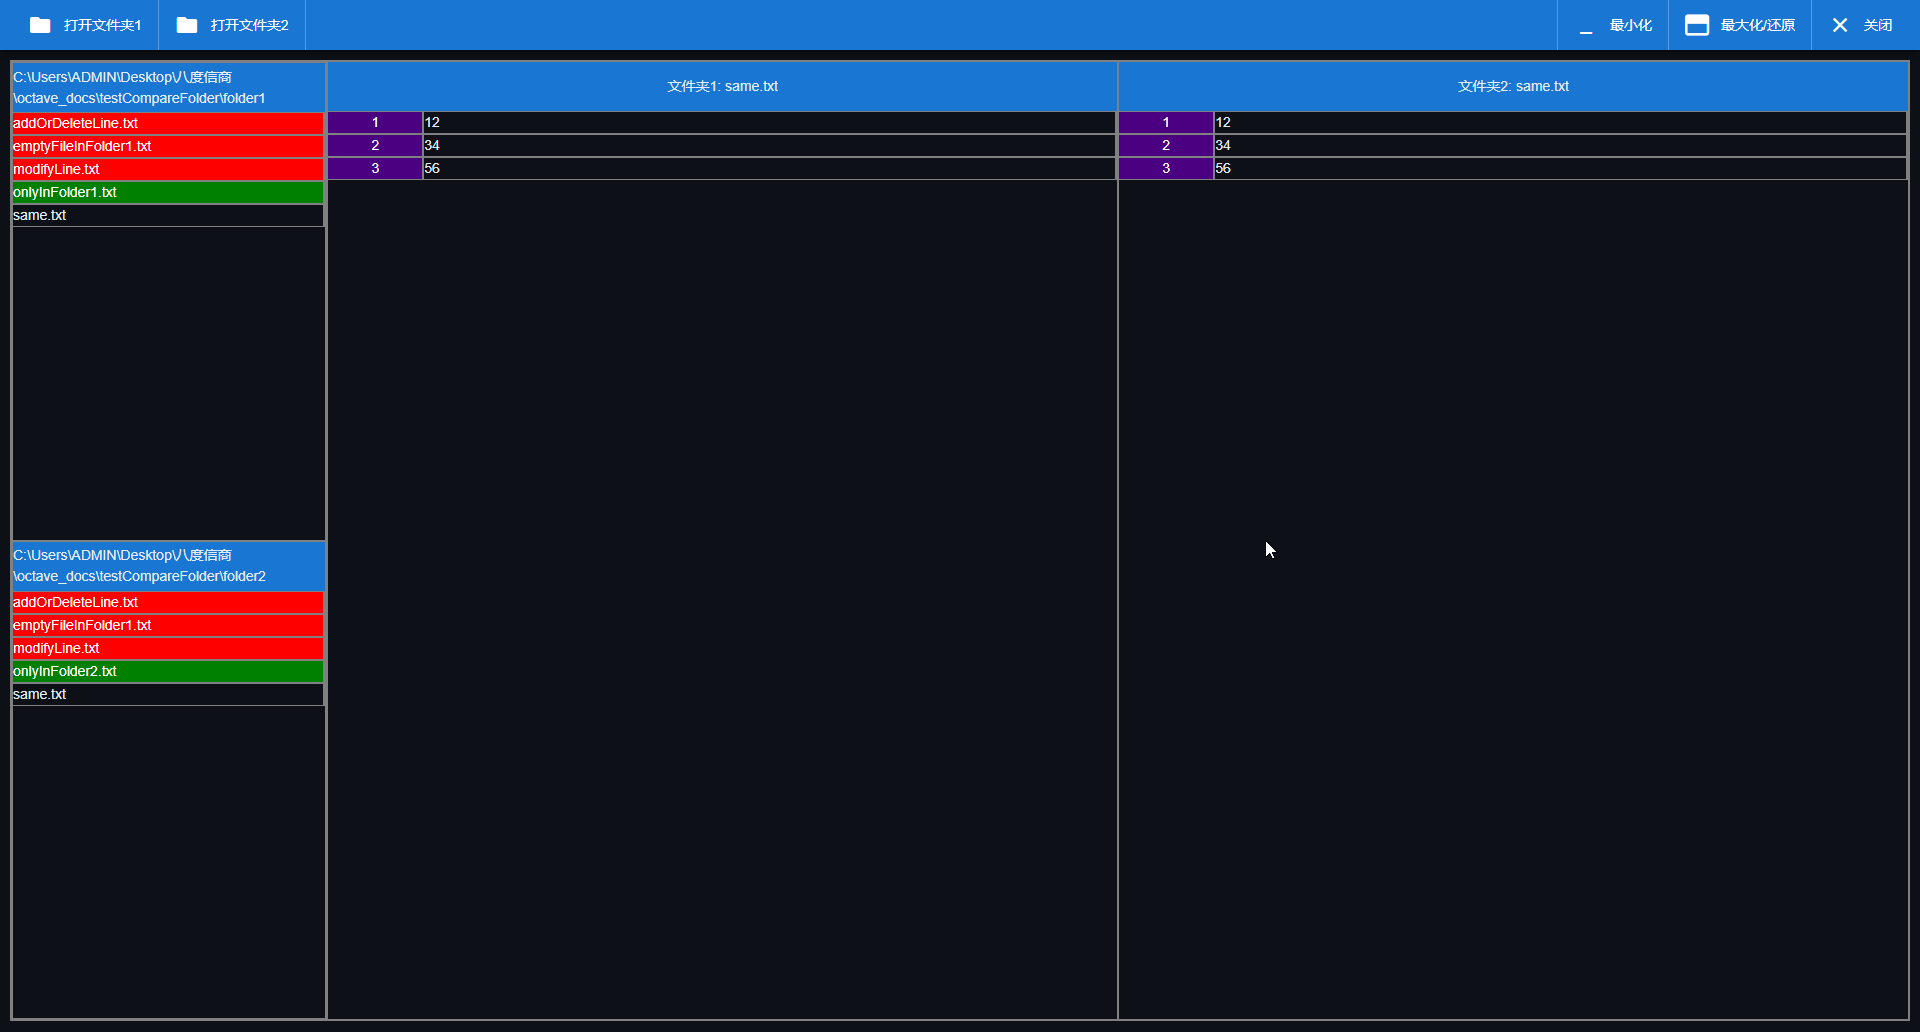 打开文件夹1
打开文件夹2
最小化
最大化/还原
关闭
C:\Users\ADMIN\Desktop\八度信商
\octave_docs\testCompareFolder\folder1
addOrDeleteLine.txt
emptyFileInFolder1.txt
modifyLine.txt
onlyInFolder1.txt
same.txt
C:\Users\ADMIN\Desktop\八度信商
\octave_docs\testCompareFolder\folder2
addOrDeleteLine.txt
emptyFileInFolder1.txt
modifyLine.txt
onlyInFolder2.txt
same.txt
文件夹1: same.txt
1 12
2 34
3 56
文件夹2: same.txt
1 12
2 34
3 56